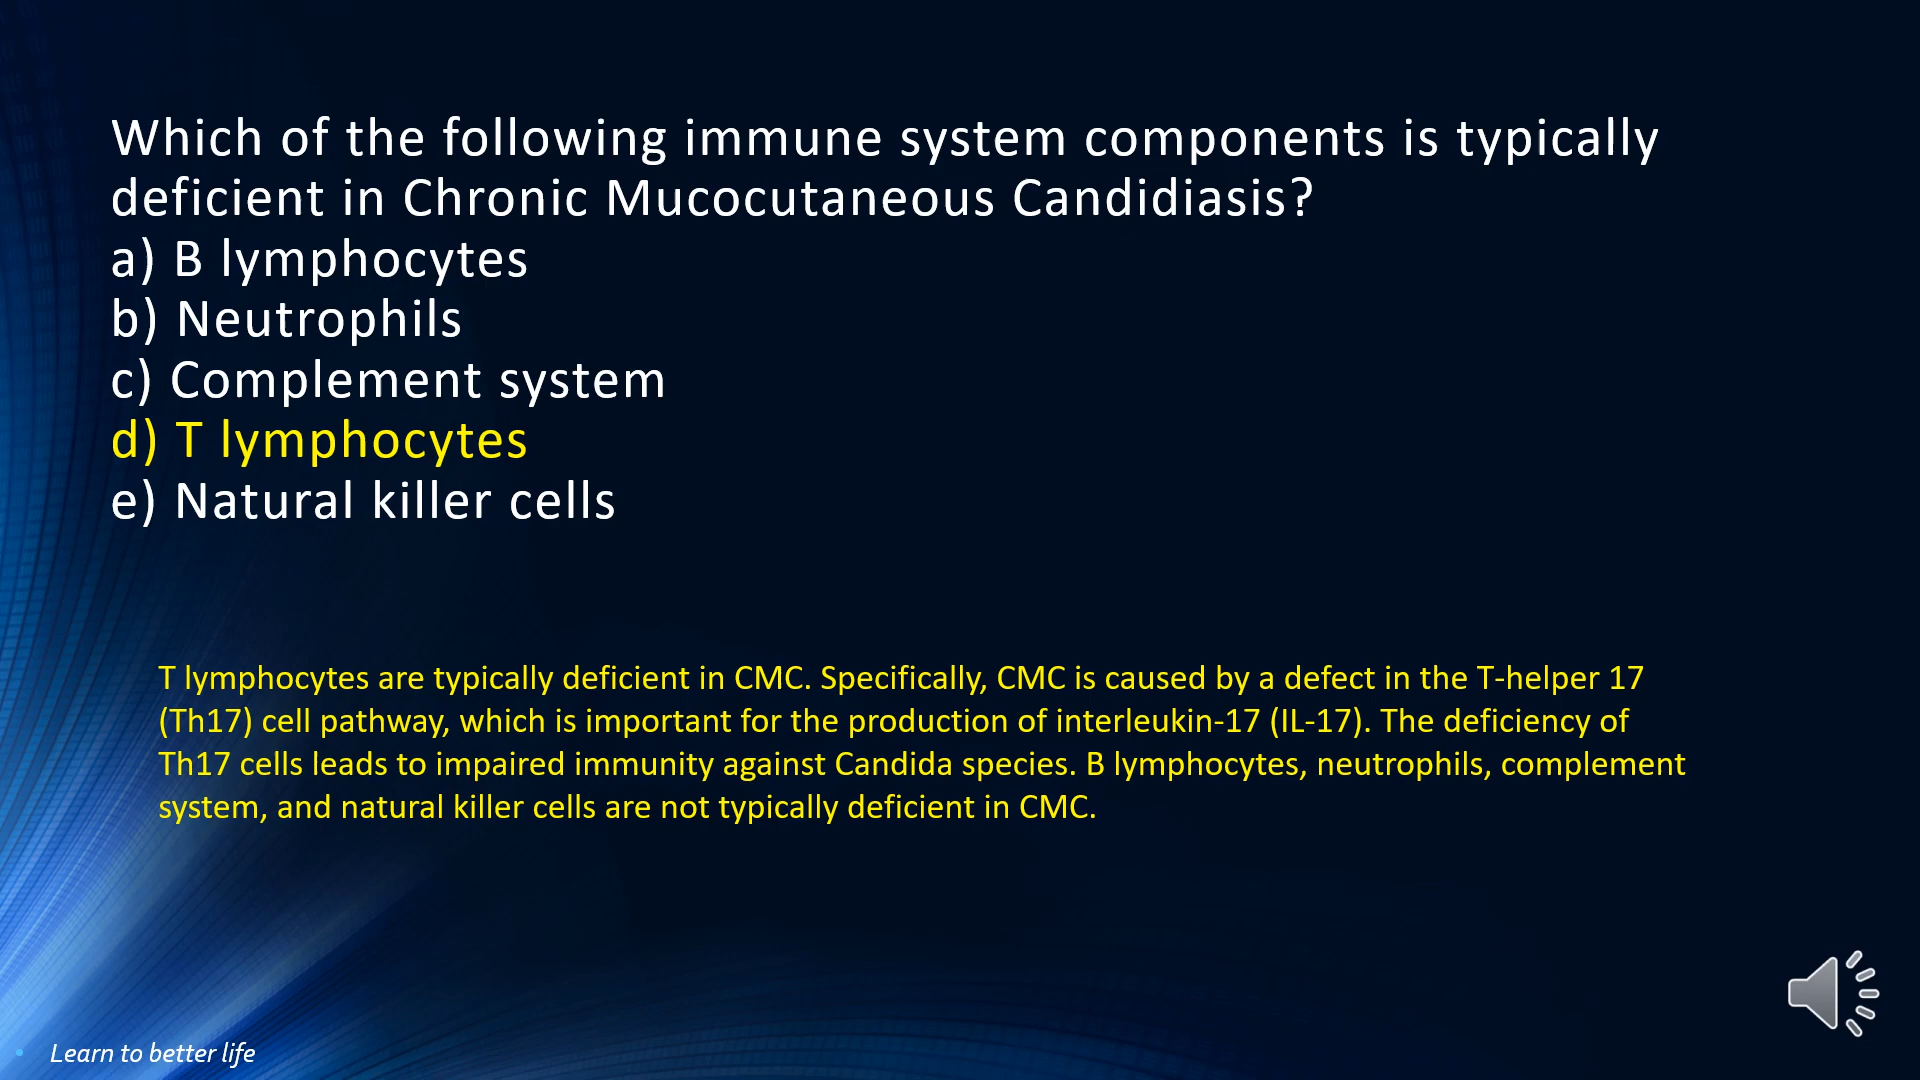 Which of the following immune system components is typically
deficient in Chronic Mucocutaneous Candidiasis?
a) B lymphocytes
b) Neutrophils
c) Complement system
d) T lymphocytes
e) Natural killer cells
T lymphocytes are typically deficient in CMC. Specifically, CMC is caused by a defect in the T-helper 17
(Th17) cell pathway, which is important for the production of interleukin-17 (IL-17). The deficiency of
Th17 cells leads to impaired immunity against Candida species. B lymphocytes, neutrophils, complement
system, and natural killer cells are not typically deficient in CMC.
• Learn to better life